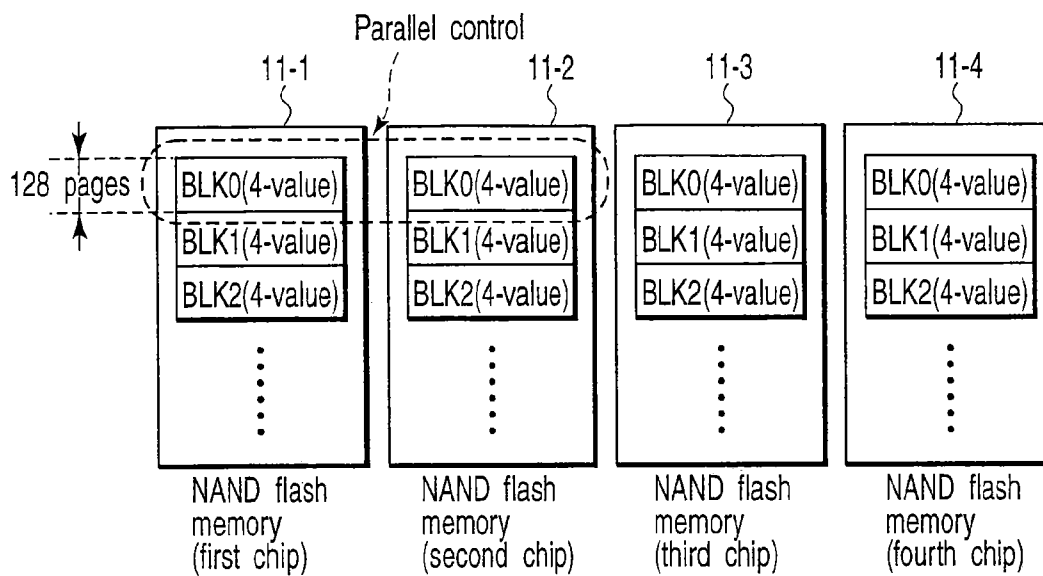 Parallel control
11-1
11-2
11-3
11-4
128 pages
BLK0(4-value)
BLK0(4-value)
BLK0(4-value)
BLK0(4-value)
BLK1(4-value)
BLK1(4-value)
BLK1(4-value)
BLK1(4-value)
BLK2(4-value)
BLK2(4-value)
BLK2(4-value)
BLK2(4-value)
NAND flash
memory
(first chip)
NAND flash
memory
(second chip)
NAND flash
memory
(third chip)
NAND flash
memory
(fourth chip)